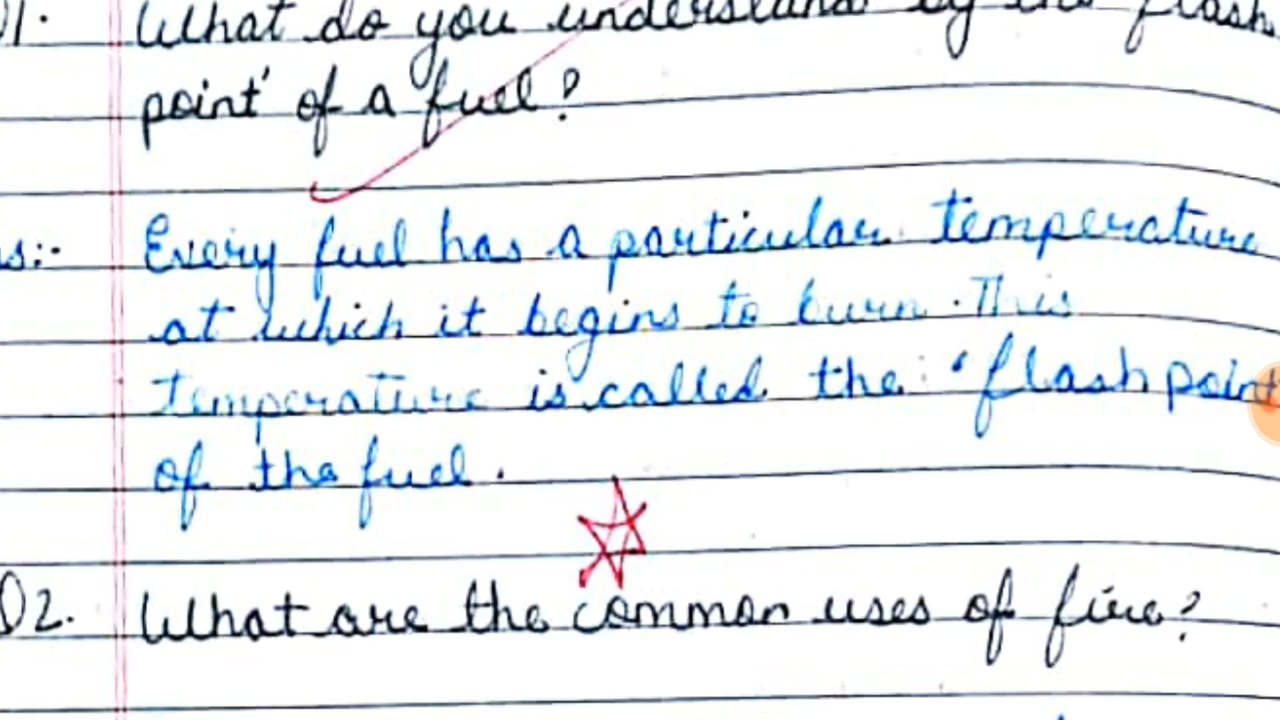 Q1. What do you understand by the 'flash
point' of a fuel?
ns:- Every fuel has a particular temperature
at which it begins to burn. This
temperature is called the 'flash point
of the fuel.
Q2. What are the common uses of fire?